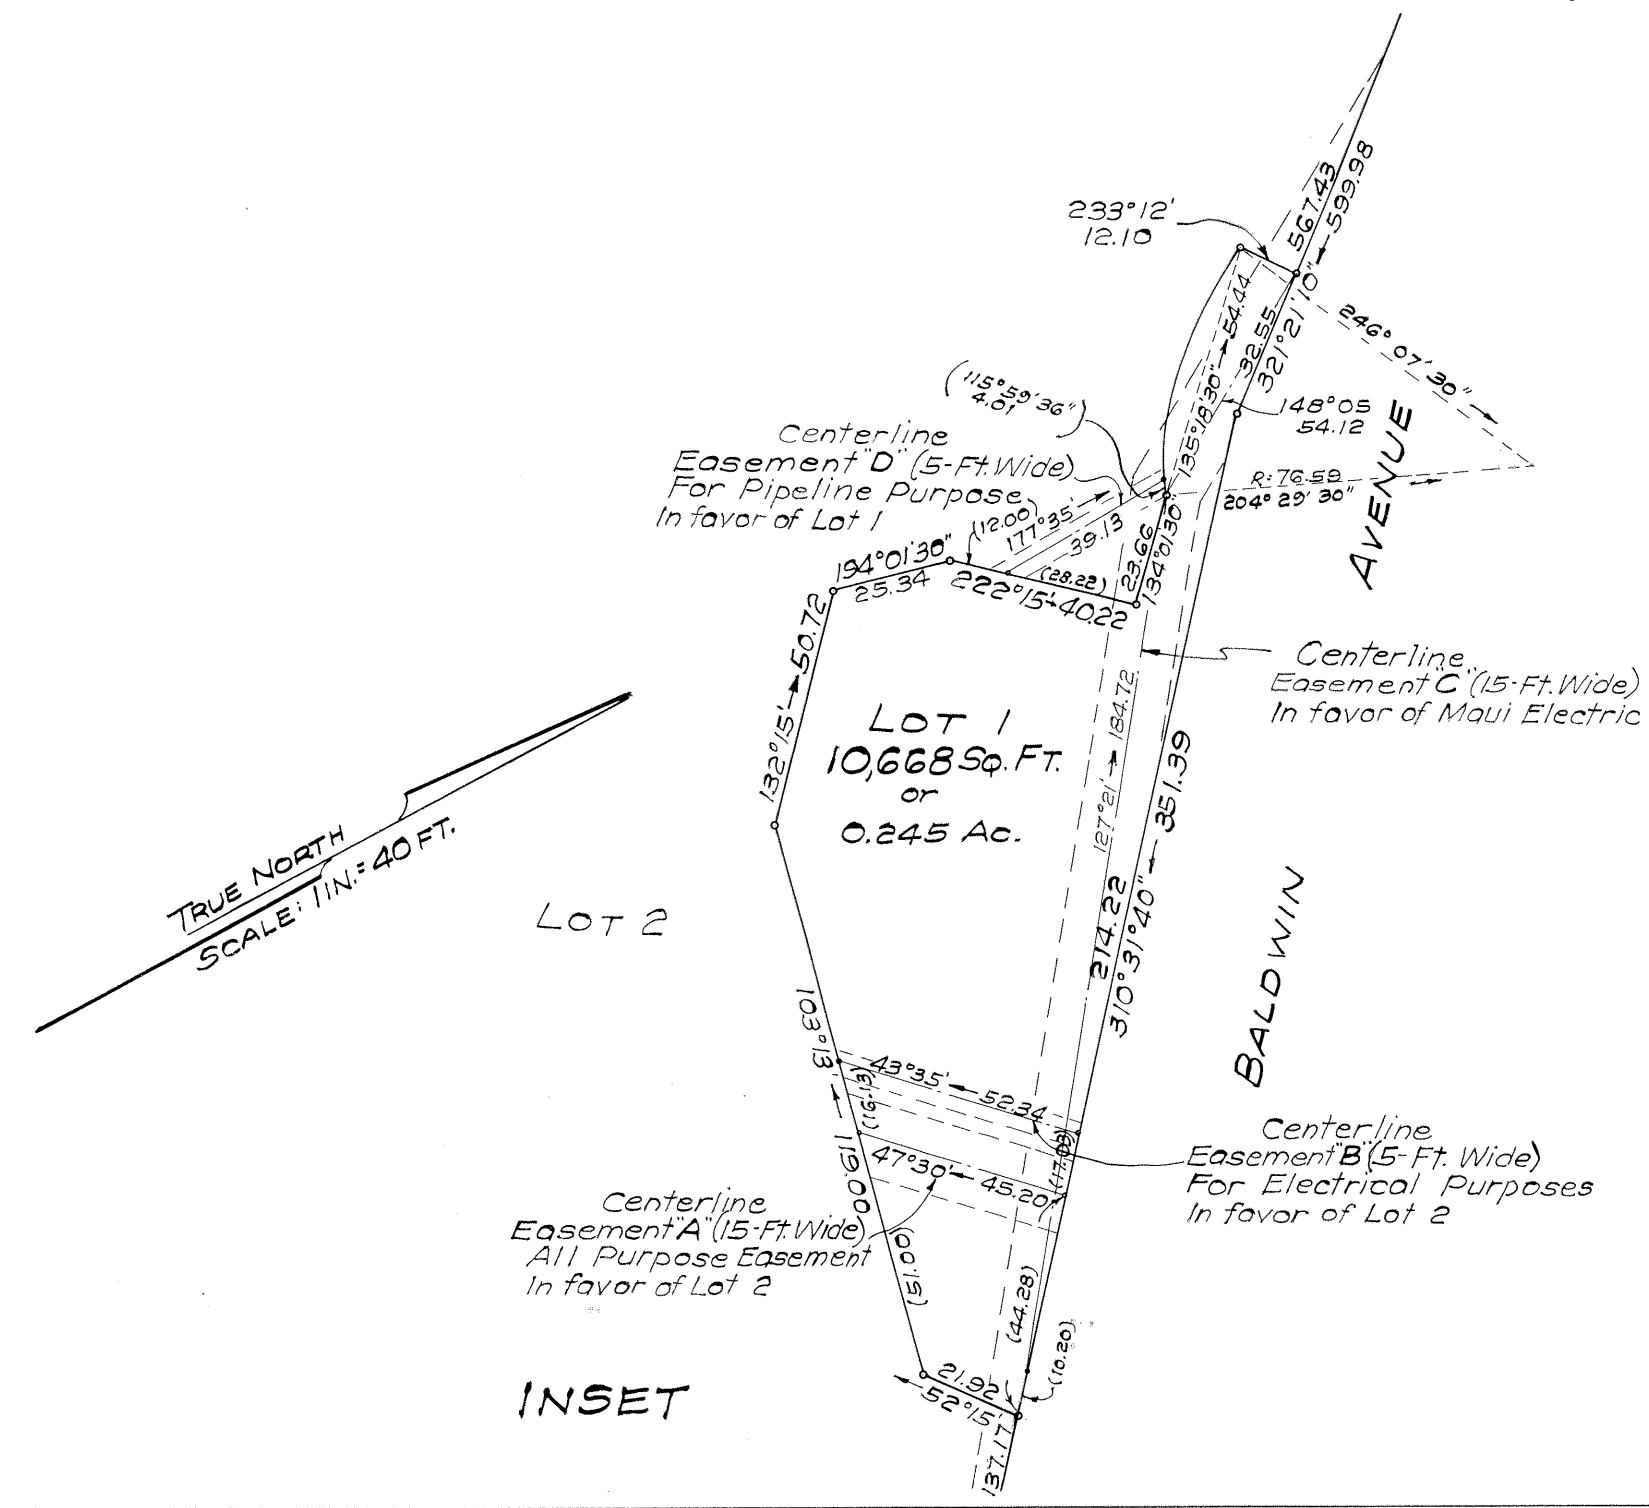 567.43
599.98
233°12'
12.10
54.44
32.55
321°21'10"
246°07'30"
(115°59'36")
4.01
148°05
54.12
135°18'30"
Centerline
Easement "D" (5-Ft. Wide)
For Pipeline Purpose
In favor of Lot 1
R=76.59
204° 29' 30"
AVENUE
(12.00)
177°35'
39.13
23.66
134°01'30"
194°01'30"
25.34
(28.22)
222°15' 40.22
132°15' 50.72
Centerline
Easement "C" (15-Ft. Wide)
In favor of Maui Electric
LOT 1
10,668 SQ. FT.
or
0.245 AC.
127°21' 184.72
214.22
310°31'40" 351.39
TRUE NORTH
SCALE: 1 IN. = 40 FT.
LOT 2
BALDWIN
103°13'
116.00
43°35' 52.34
(16.13)
(17.03)
47°30' 45.20
Centerline
Easement "B" (5-Ft. Wide)
For Electrical Purposes
In favor of Lot 2
Centerline
Easement "A" (15-Ft. Wide)
All Purpose Easement
In favor of Lot 2
(51.00)
(44.28)
(10.20)
21.92
52°15'
INSET
137.17